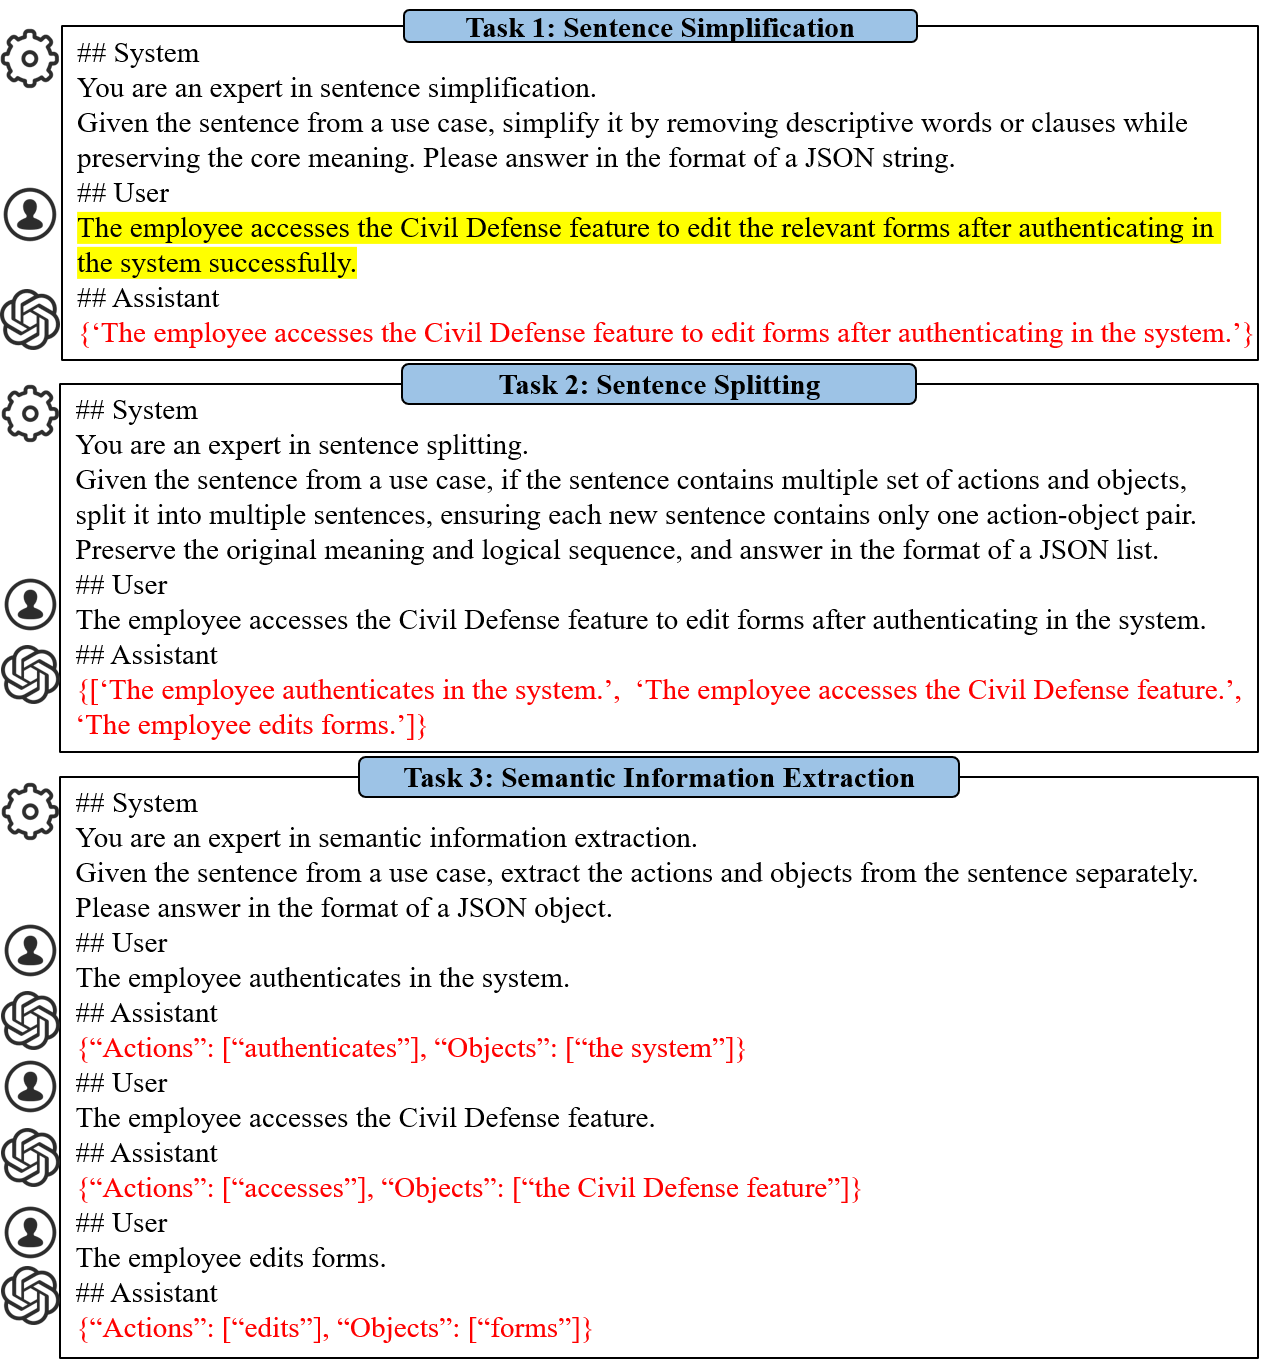 Task 1: Sentence Simplification
## System
You are an expert in sentence simplification.
Given the sentence from a use case, simplify it by removing descriptive words or clauses while
preserving the core meaning. Please answer in the format of a JSON string.
## User
The employee accesses the Civil Defense feature to edit the relevant forms after authenticating in
the system successfully.
## Assistant
{‘The employee accesses the Civil Defense feature to edit forms after authenticating in the system.’}
Task 2: Sentence Splitting
## System
You are an expert in sentence splitting.
Given the sentence from a use case, if the sentence contains multiple set of actions and objects,
split it into multiple sentences, ensuring each new sentence contains only one action-object pair.
Preserve the original meaning and logical sequence, and answer in the format of a JSON list.
## User
The employee accesses the Civil Defense feature to edit forms after authenticating in the system.
## Assistant
{[‘The employee authenticates in the system.’, ‘The employee accesses the Civil Defense feature.’,
‘The employee edits forms.’]}
Task 3: Semantic Information Extraction
## System
You are an expert in semantic information extraction.
Given the sentence from a use case, extract the actions and objects from the sentence separately.
Please answer in the format of a JSON object.
## User
The employee authenticates in the system.
## Assistant
{“Actions”: [“authenticates”], “Objects”: [“the system”]}
## User
The employee accesses the Civil Defense feature.
## Assistant
{“Actions”: [“accesses”], “Objects”: [“the Civil Defense feature”]}
## User
The employee edits forms.
## Assistant
{“Actions”: [“edits”], “Objects”: [“forms”]}